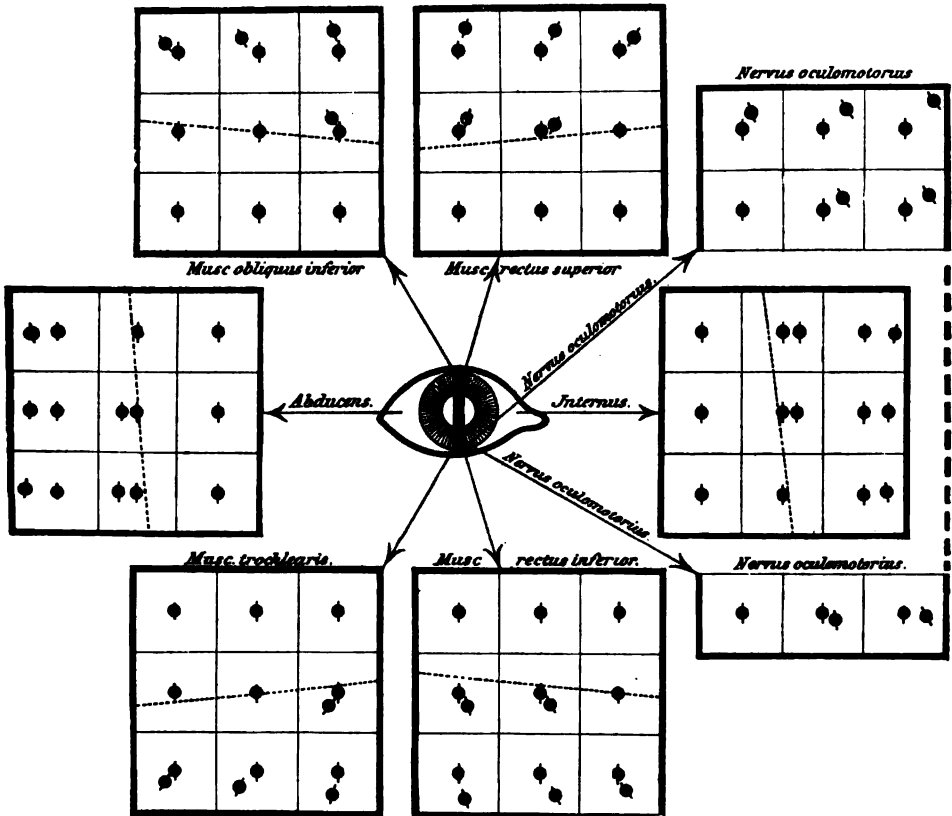 Nervus oculomotorius
Musc obliquus inferior
Musc rectus superior
Nervus oculomotorius.
Abducens.
Internus.
Nervus oculomotorius.
Musc. trochlearis.
Musc rectus inferior.
Nervus oculomotorius.